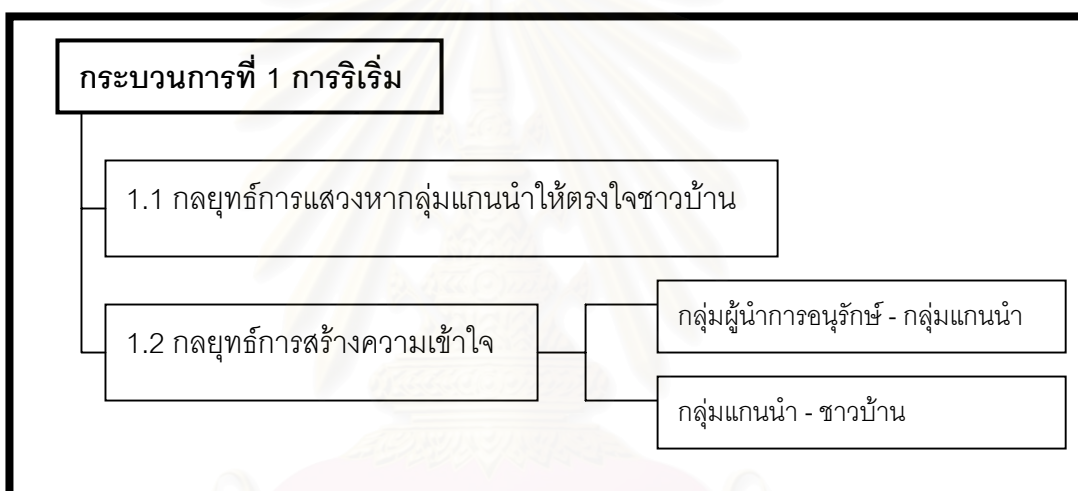 กระบวนการที่ 1 การริเริ่ม
1.1 กลยุทธ์การแสวงหากลุ่มแกนนำให้ตรงใจชาวบ้าน
1.2 กลยุทธ์การสร้างความเข้าใจ
กลุ่มผู้นำการอนุรักษ์ - กลุ่มแกนนำ
กลุ่มแกนนำ - ชาวบ้าน